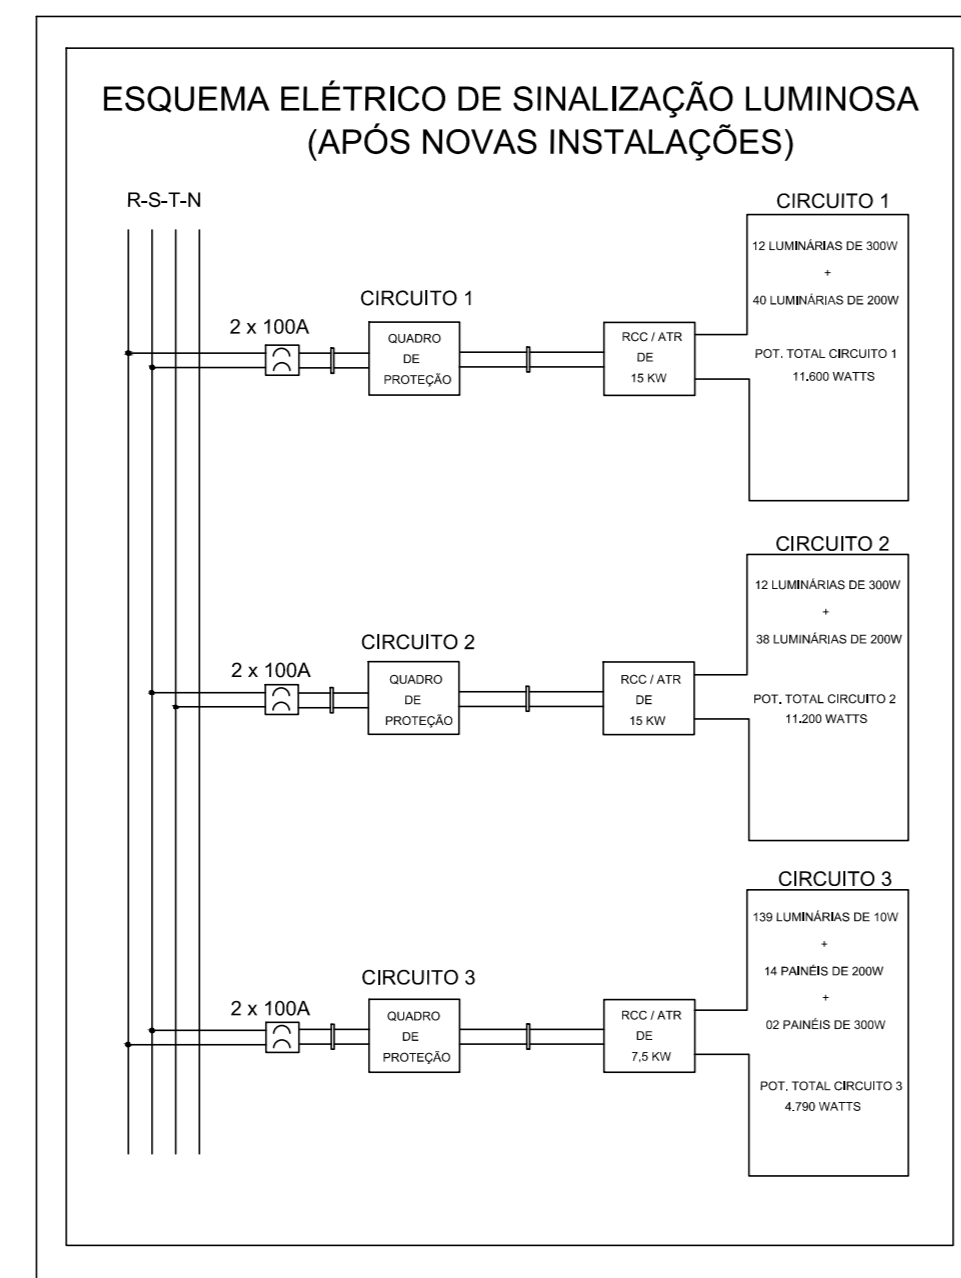 ESQUEMA ELÉTRICO DE SINALIZAÇÃO LUMINOSA
(APÓS NOVAS INSTALAÇÕES)
R-S-T-N
CIRCUITO 1
12 LUMINÁRIAS DE 300W
+
40 LUMINÁRIAS DE 200W
POT. TOTAL CIRCUITO 1
11.600 WATTS
CIRCUITO 1
2 x 100A
QUADRO
DE
PROTEÇÃO
RCC / ATR
DE
15 KW
CIRCUITO 2
12 LUMINÁRIAS DE 300W
+
38 LUMINÁRIAS DE 200W
POT. TOTAL CIRCUITO 2
11.200 WATTS
CIRCUITO 2
2 x 100A
QUADRO
DE
PROTEÇÃO
RCC / ATR
DE
15 KW
CIRCUITO 3
139 LUMINÁRIAS DE 10W
+
14 PAINÉIS DE 200W
+
02 PAINÉIS DE 300W
POT. TOTAL CIRCUITO 3
4.790 WATTS
CIRCUITO 3
2 x 100A
QUADRO
DE
PROTEÇÃO
RCC / ATR
DE
7,5 KW